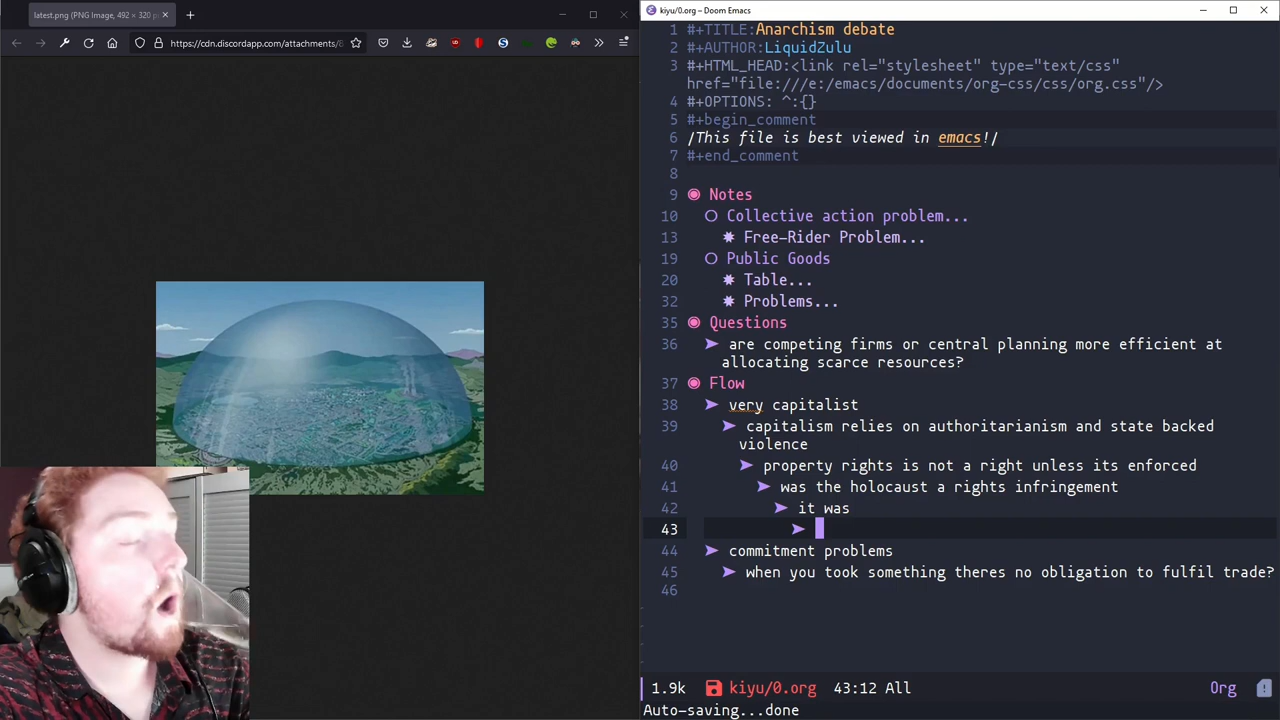 latest.png (PNG Image, 492 × 320 p
https://cdn.discordapp.com/attachments/8
kiyu/0.org — Doom Emacs
1 #+TITLE:Anarchism debate
2 #+AUTHOR:LiquidZulu
3 #+HTML_HEAD:<link rel="stylesheet" type="text/css"
href="file:///e:/emacs/documents/org-css/css/org.css"/>
4 #+OPTIONS: ^:{}
5 #+begin_comment
6 /This file is best viewed in emacs!/
7 #+end_comment
8
9 Notes
10 Collective action problem...
13 Free-Rider Problem...
19 Public Goods
20 Table...
32 Problems...
35 Questions
36 are competing firms or central planning more efficient at
allocating scarce resources?
37 Flow
38 very capitalist
39 capitalism relies on authoritarianism and state backed
violence
40 property rights is not a right unless its enforced
41 was the holocaust a rights infringement
42 it was
43
44 commitment problems
45 when you took something theres no obligation to fulfil trade?
46
1.9k kiyu/0.org 43:12 All Org
Auto-saving...done